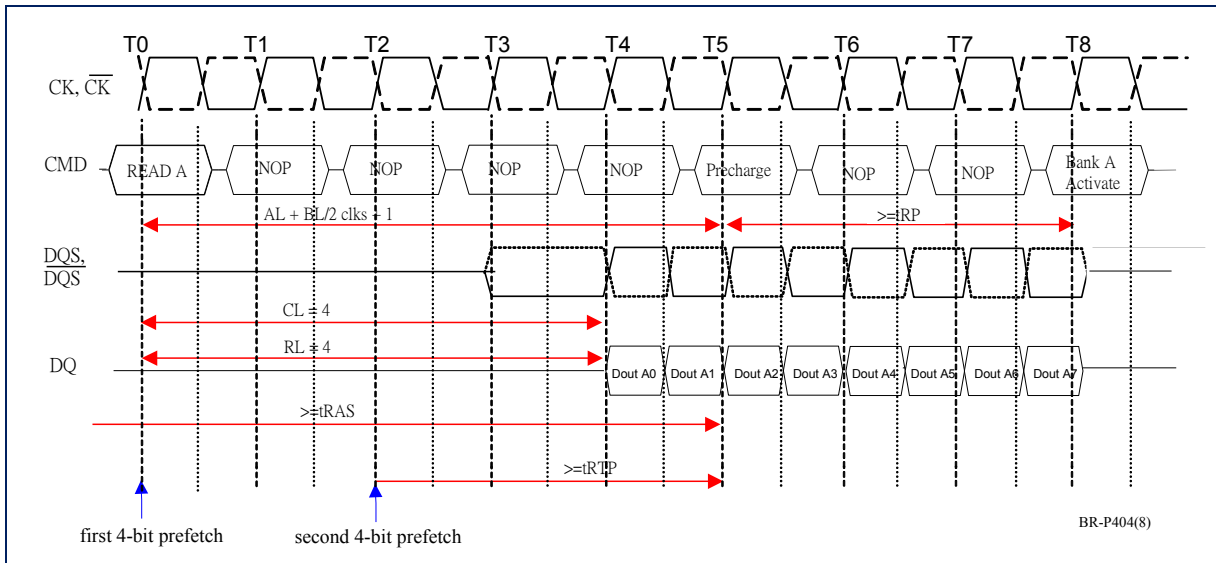 T0 T1 T2 T3 T4 T5 T6 T7 T8
CK, CK
CMD READ A NOP NOP NOP NOP Precharge NOP NOP Bank A Activate
AL + BL/2 clks + 1 >=tRP
DQS,
DQS
CL = 4
RL = 4
DQ Dout A0 Dout A1 Dout A2 Dout A3 Dout A4 Dout A5 Dout A6 Dout A7
>=tRAS
>=tRTP
first 4-bit prefetch second 4-bit prefetch
BR-P404(8)